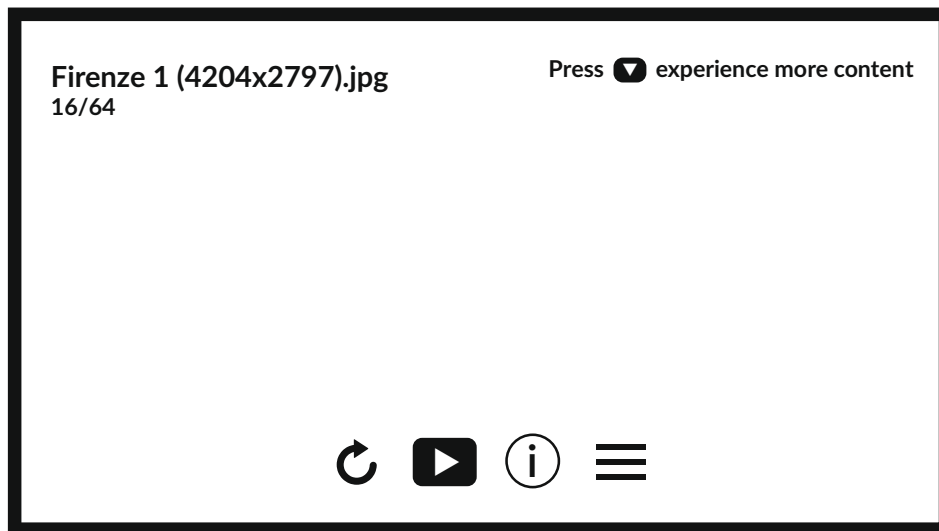 Firenze 1 (4204x2797).jpg
16/64
Press ▼ experience more content
i